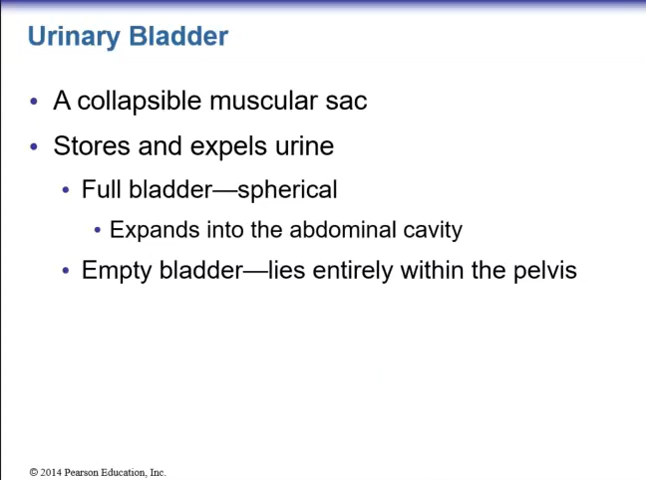 Urinary Bladder
• A collapsible muscular sac
• Stores and expels urine
• Full bladder—spherical
• Expands into the abdominal cavity
• Empty bladder—lies entirely within the pelvis
© 2014 Pearson Education, Inc.